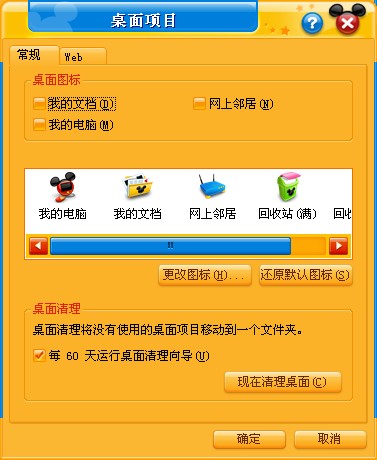 桌面项目
常规
Web
桌面图标
我的文档(D)
网上邻居(N)
我的电脑(M)
我的电脑
我的文档
网上邻居
回收站(满)
回收
更改图标(H)...
还原默认图标(S)
桌面清理
桌面清理将没有使用的桌面项目移动到一个文件夹。
每 60 天运行桌面清理向导(U)
现在清理桌面(C)
确定
取消